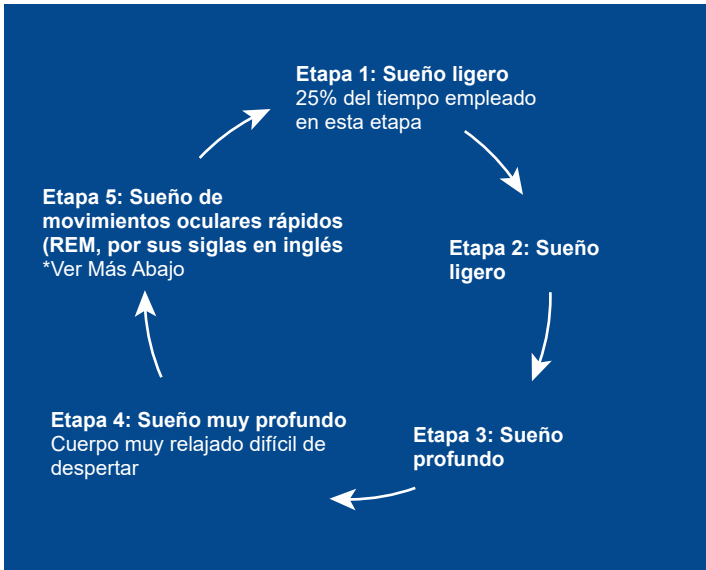 Etapa 1: Sueño ligero
25% del tiempo empleado
en esta etapa
Etapa 2: Sueño
ligero
Etapa 3: Sueño
profundo
Etapa 4: Sueño muy profundo
Cuerpo muy relajado difícil de
despertar
Etapa 5: Sueño de
movimientos oculares rápidos
(REM, por sus siglas en inglés
*Ver Más Abajo